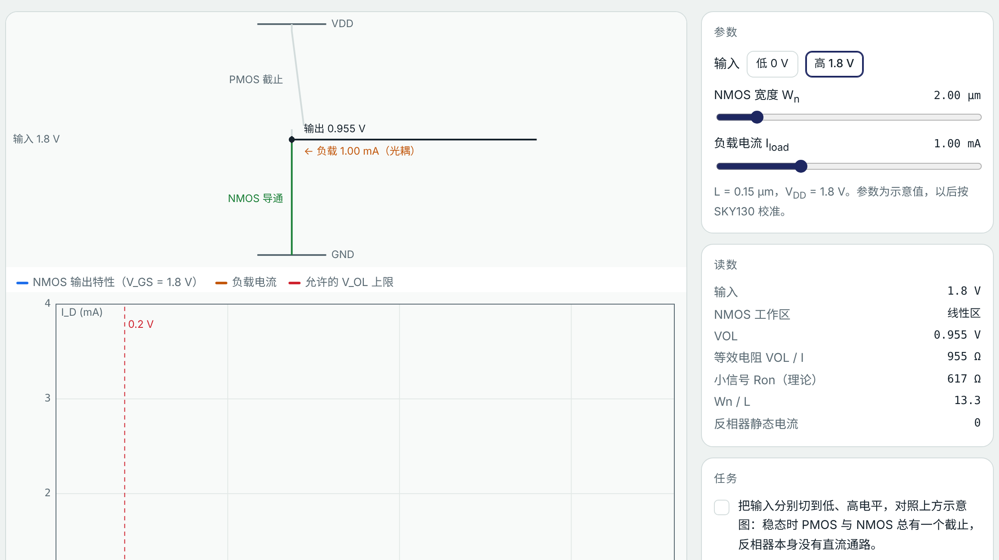 VDD
PMOS 截止
输出 0.955 V
输入 1.8 V
← 负载 1.00 mA（光耦）
NMOS 导通
GND
NMOS 输出特性（V_GS = 1.8 V） 负载电流 允许的 V_OL 上限
4
I_D (mA)
0.2 V
3
2
参数
输入 低 0 V 高 1.8 V
NMOS 宽度 Wn 2.00 µm
负载电流 Iload 1.00 mA
L = 0.15 µm，VDD = 1.8 V。参数为示意值，以后按
SKY130 校准。
读数
输入 1.8 V
NMOS 工作区 线性区
VOL 0.955 V
等效电阻 VOL / I 955 Ω
小信号 Ron（理论） 617 Ω
Wn / L 13.3
反相器静态电流 0
任务
把输入分别切到低、高电平，对照上方示意
图：稳态时 PMOS 与 NMOS 总有一个截止，
反相器本身没有直流通路。